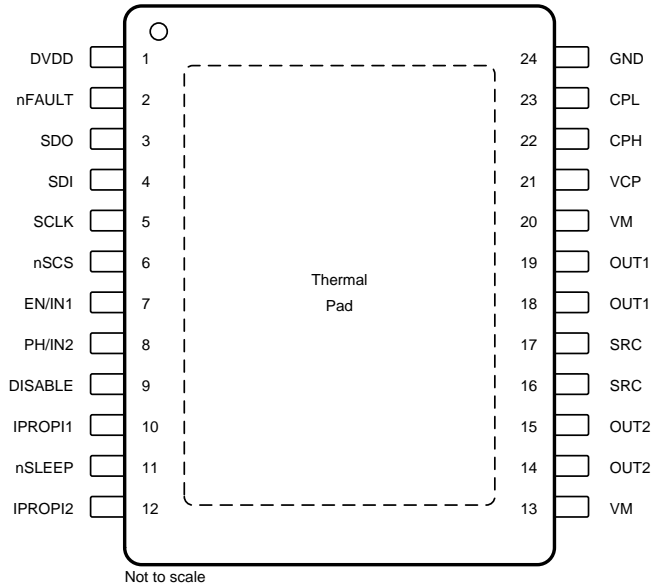 DVDD 1 24 GND
nFAULT 2 23 CPL
SDO 3 22 CPH
SDI 4 21 VCP
SCLK 5 20 VM
nSCS 6 19 OUT1
Thermal
EN/IN1 7 18 OUT1
Pad
PH/IN2 8 17 SRC
DISABLE 9 16 SRC
IPROPI1 10 15 OUT2
nSLEEP 11 14 OUT2
IPROPI2 12 13 VM
Not to scale